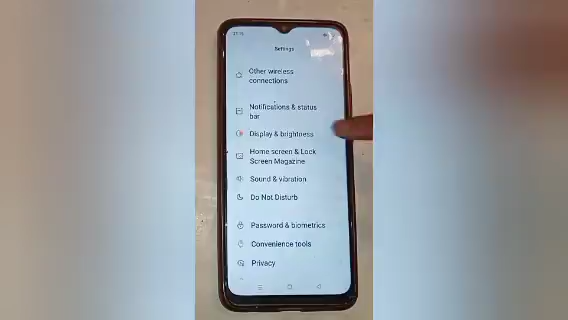 Settings
Other wireless
connections
Notifications & status
bar
Display & brightness
Home screen & Lock
Screen Magazine
Sound & vibration
Do Not Disturb
Password & biometrics
Convenience tools
Privacy